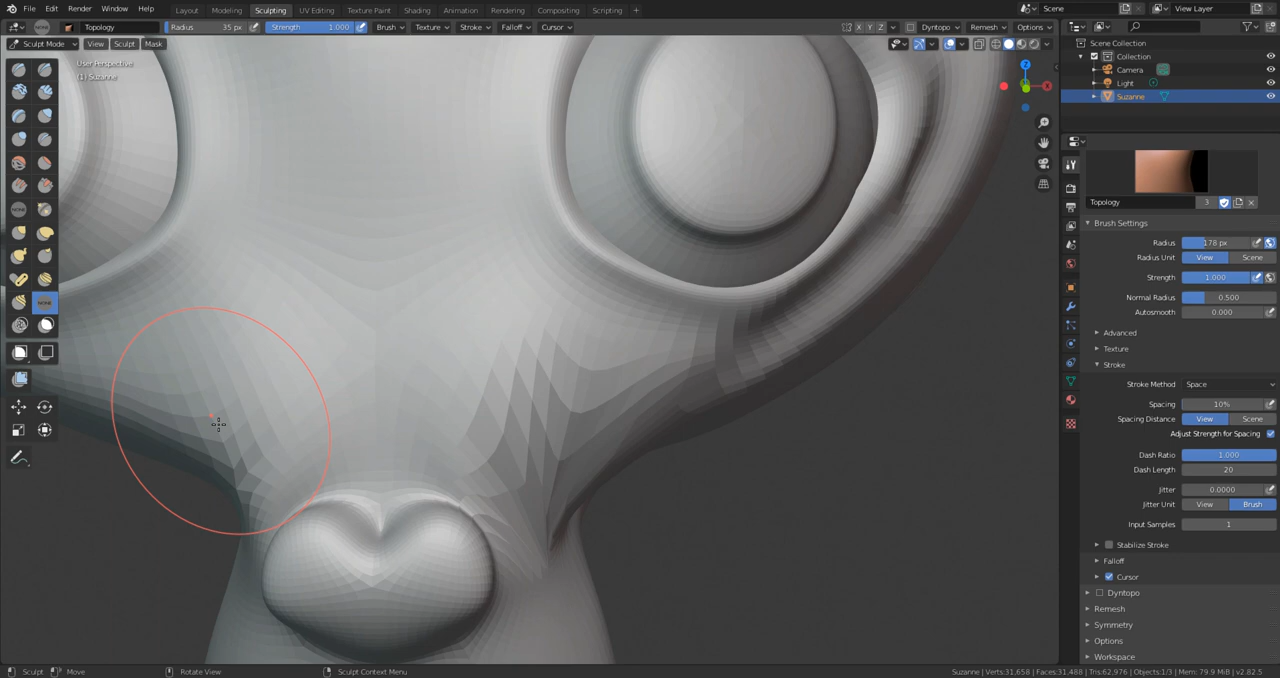 File Edit Render Window Help Layout Modeling Sculpting UV Editing Texture Paint Shading Animation Rendering Compositing Scripting + Scene View Layer
NONE Topology Radius 35 px Strength 1.000 Brush Texture Stroke Falloff Cursor X Y Z Dyntopo Remesh Options
Sculpt Mode View Sculpt Mask
User Perspective
(1) Suzanne
Scene Collection
Collection
Camera
Light
Suzanne
Z
X
NONE
NONE
Topology 3
Brush Settings
Radius 178 px
Radius Unit View Scene
Strength 1.000
Normal Radius 0.500
Autosmooth 0.000
Advanced
Texture
Stroke
Stroke Method Space
Spacing 10%
Spacing Distance View Scene
Adjust Strength for Spacing
Dash Ratio 1.000
Dash Length 20
Jitter 0.0000
Jitter Unit View Brush
Input Samples 1
Stabilize Stroke
Falloff
Cursor
Dyntopo
Remesh
Symmetry
Options
Workspace
Sculpt Move Rotate View Sculpt Context Menu Suzanne | Verts:31,658 | Faces:31,488 | Tris:62,976 | Objects:1/3 | Mem: 79.9 MiB | v2.82.5